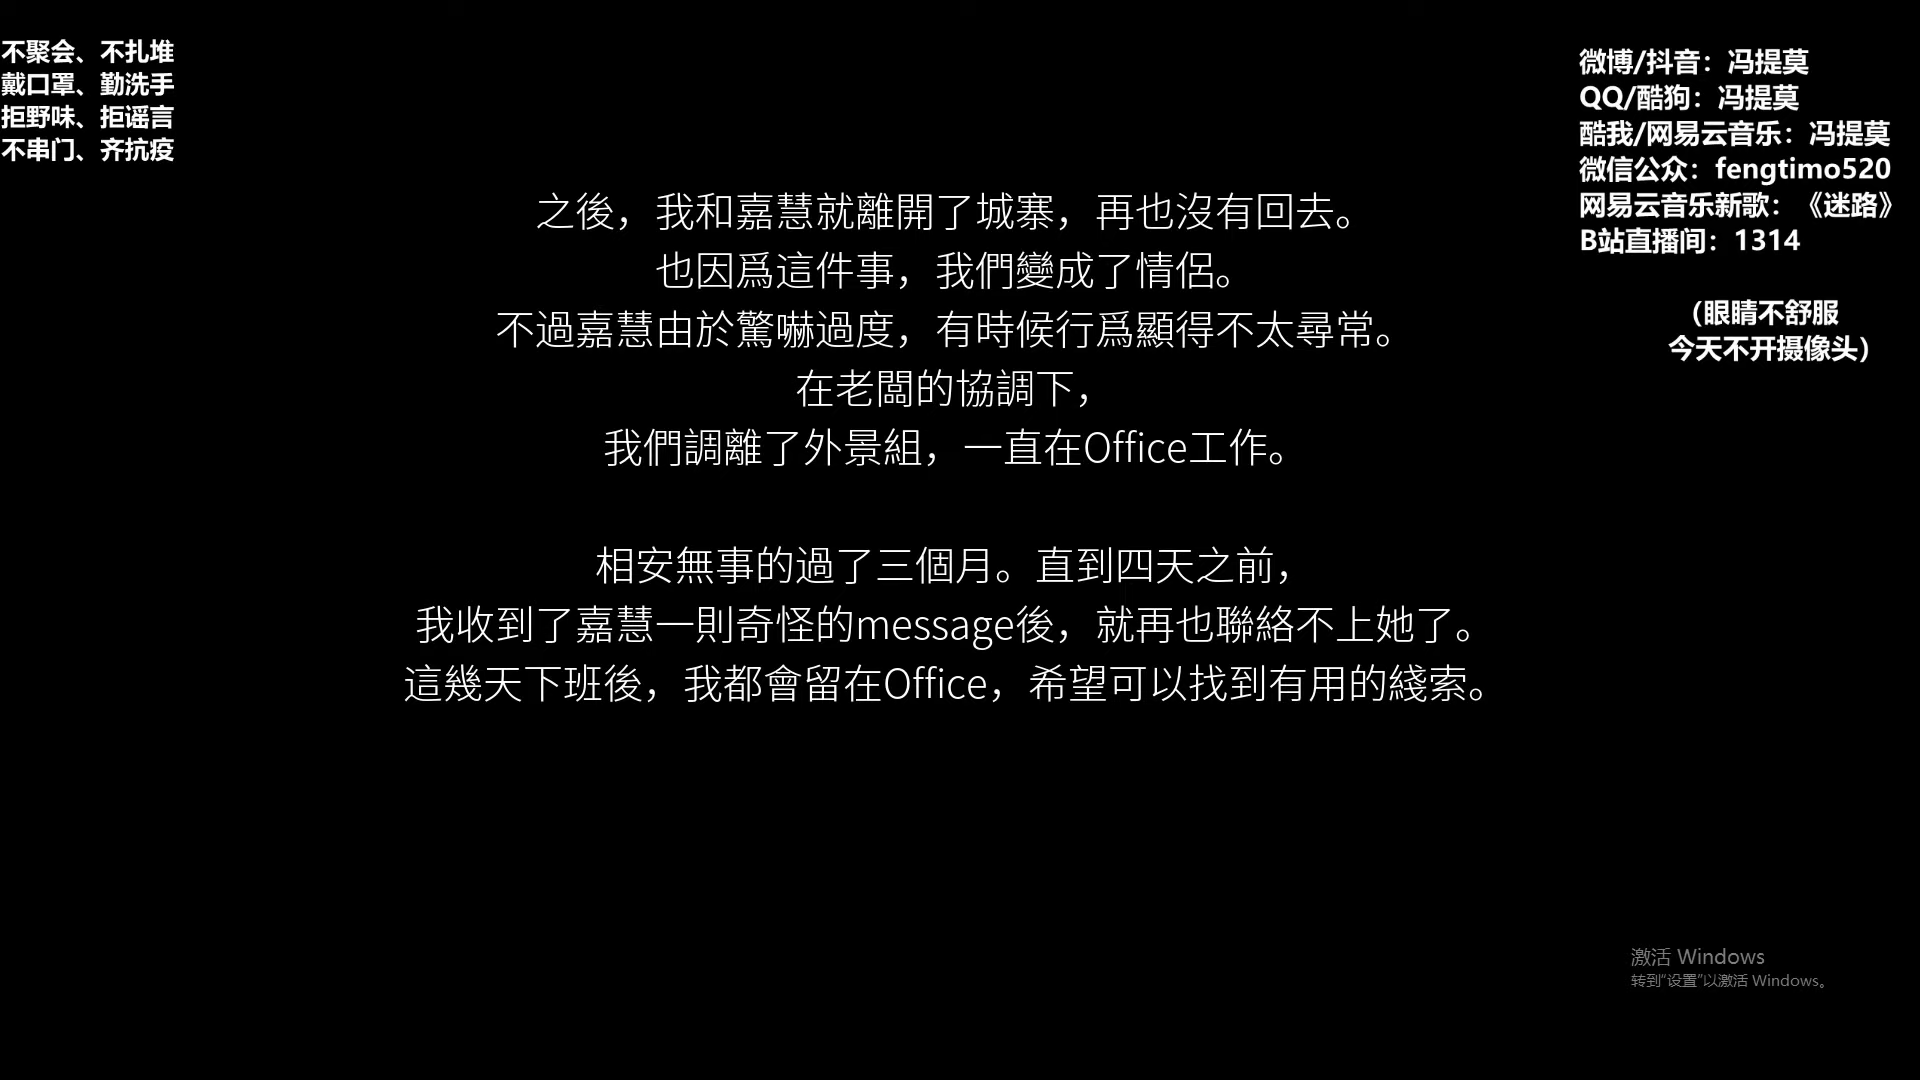 不聚会、不扎堆
戴口罩、勤洗手
拒野味、拒谣言
不串门、齐抗疫
微博/抖音：冯提莫
QQ/酷狗：冯提莫
酷我/网易云音乐：冯提莫
微信公众：fengtimo520
网易云音乐新歌：《迷路》
B站直播间：1314
（眼睛不舒服
今天不开摄像头）
之後，我和嘉慧就離開了城寨，再也沒有回去。
也因爲這件事，我們變成了情侶。
不過嘉慧由於驚嚇過度，有時候行爲顯得不太尋常。
在老闆的協調下，
我們調離了外景組，一直在Office工作。
相安無事的過了三個月。直到四天之前，
我收到了嘉慧一則奇怪的message後，就再也聯絡不上她了。
這幾天下班後，我都會留在Office，希望可以找到有用的綫索。
激活 Windows
转到“设置”以激活 Windows。